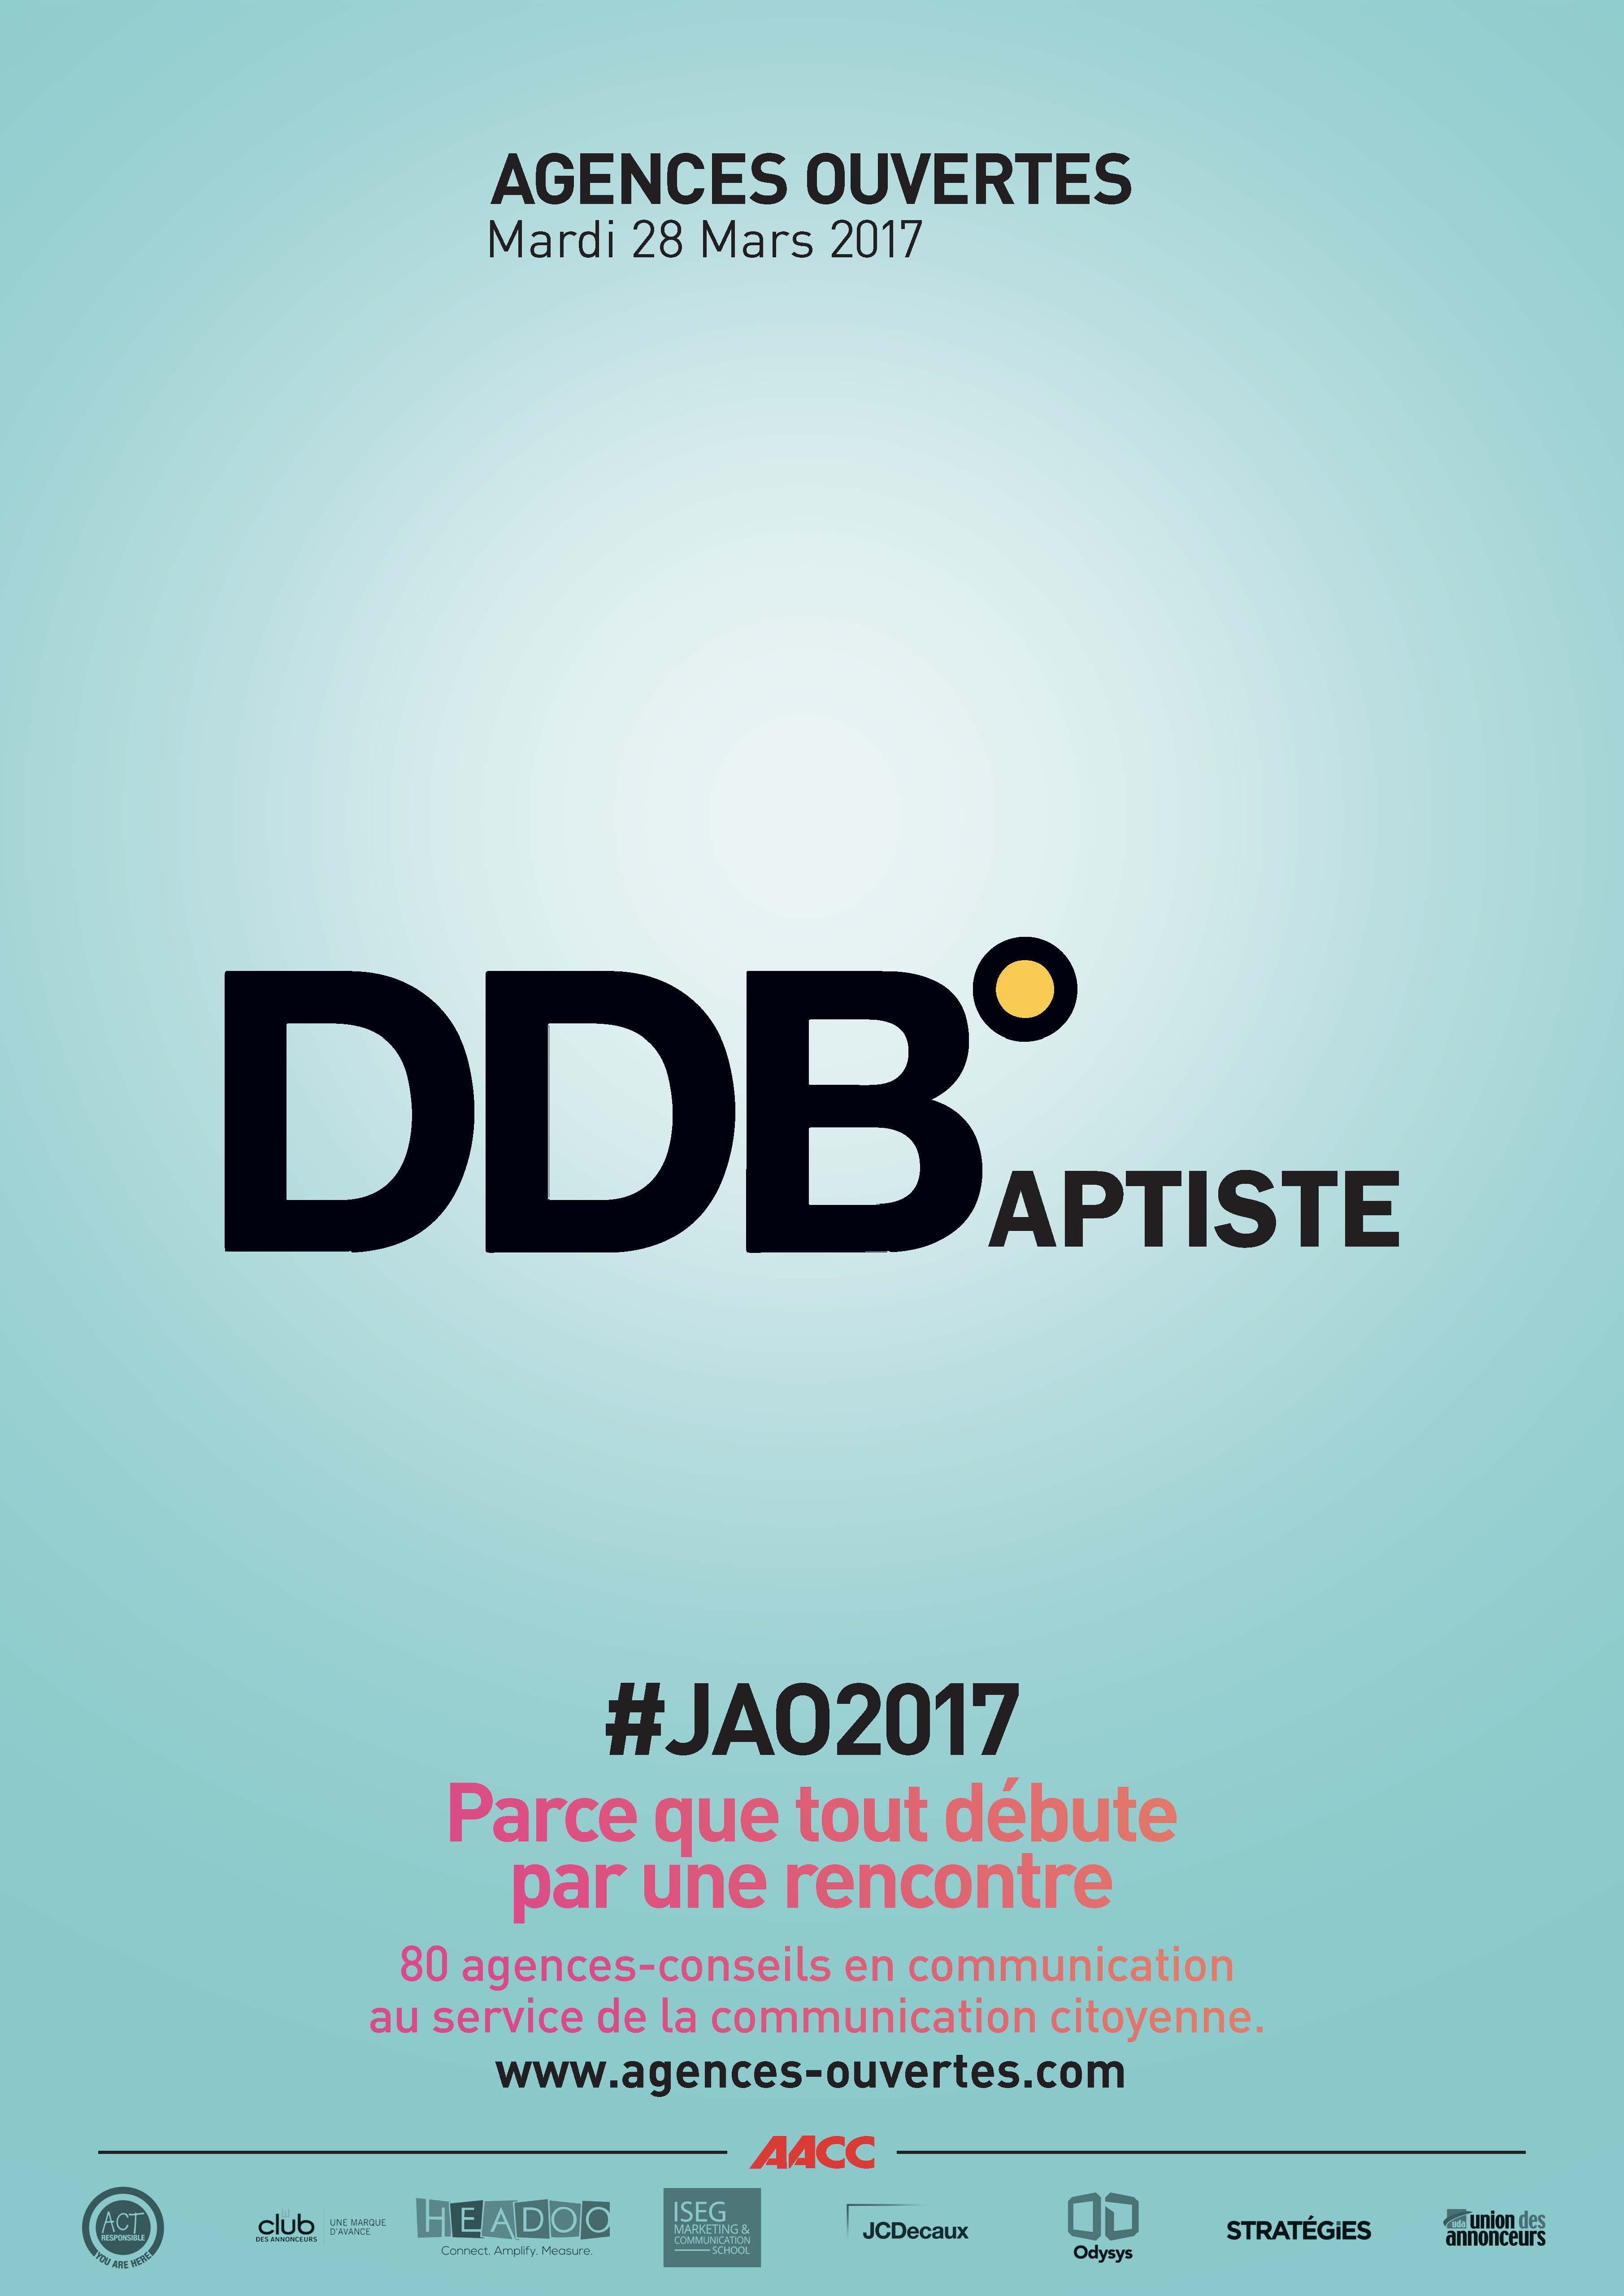 AGENCES OUVERTES
Mardi 28 Mars 2017
DDBAPTISTE
#JAO2017
Parce que tout débute
par une rencontre
80 agences-conseils en communication
au service de la communication citoyenne.
www.agences-ouvertes.com
AACC
ACT
RESPONSIBLE
YOU ARE HERE
club
DES ANNONCEURS
UNE MARQUE
D'AVANCE
HEADOO
Connect. Amplify. Measure.
ISEG
MARKETING &
COMMUNICATION
SCHOOL
JCDecaux
Odysys
STRATÉGiES
uda union des
annonceurs